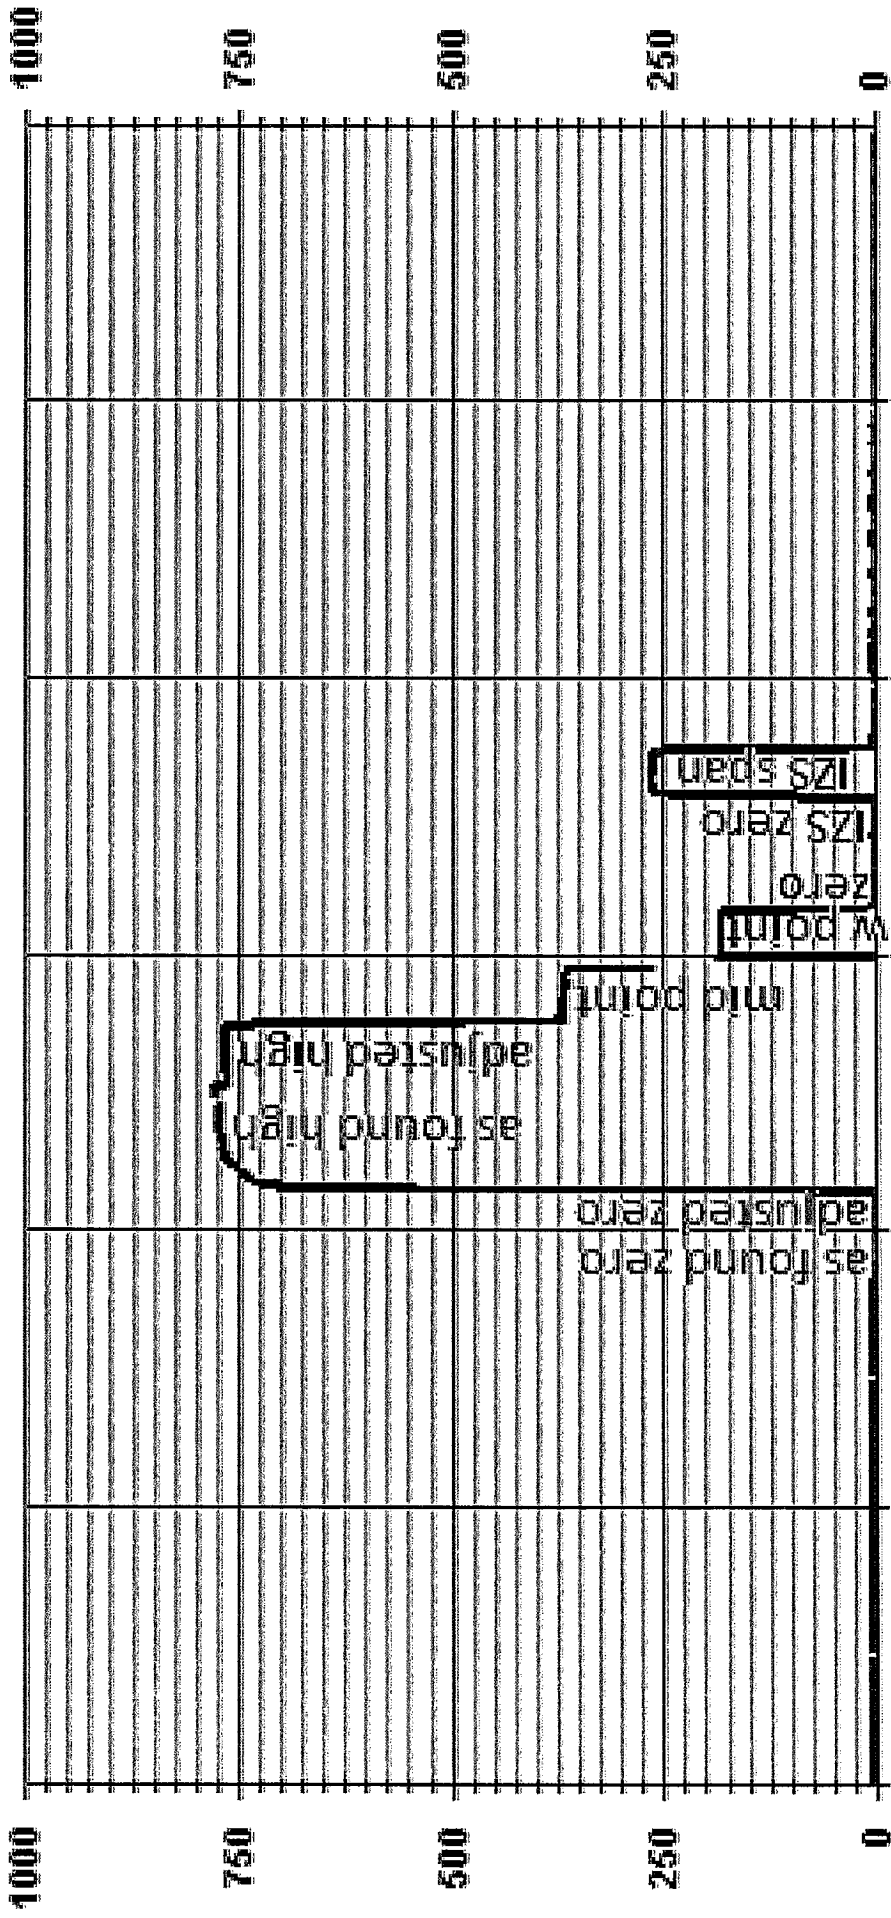 1000
750
500
250
0
as found zero
adjusted zero
as found high
adjusted high
mid point
w point
zero
IZS zero
IZS span
1000
750
500
250
0